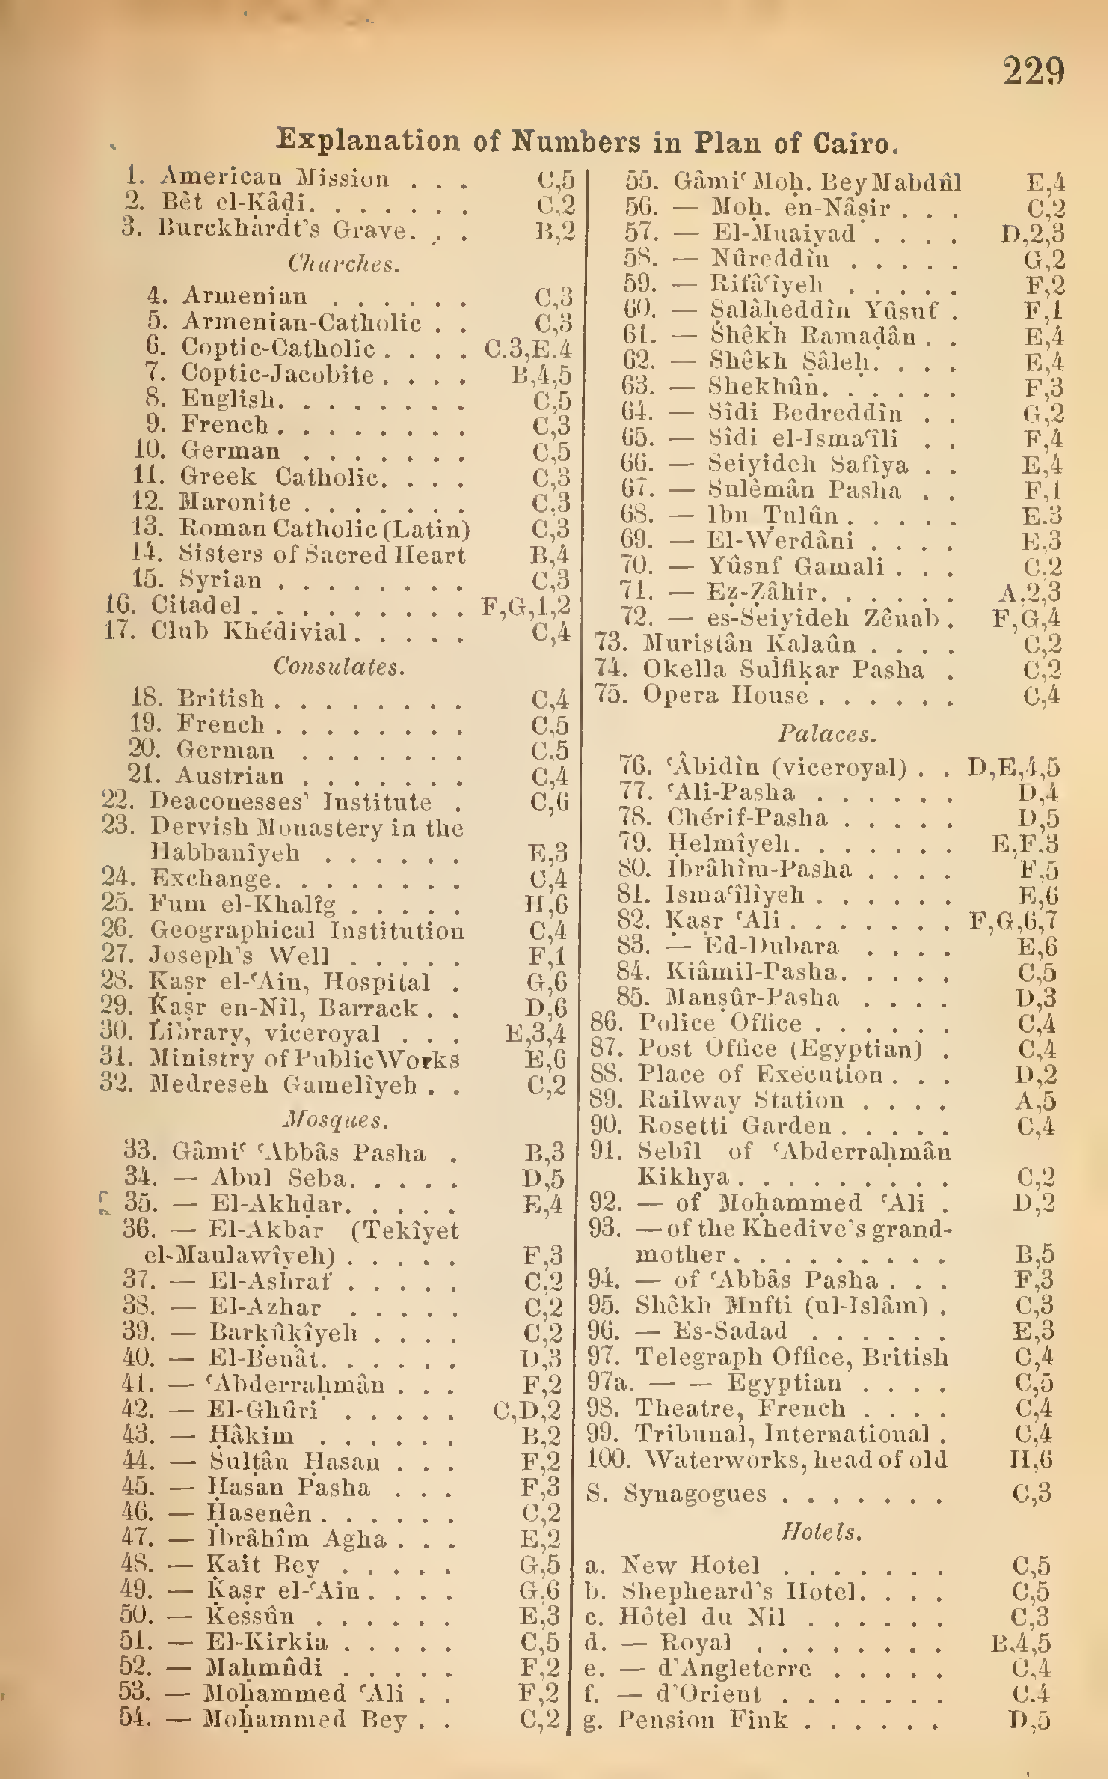 229
Explanation of Numbers in Plan of Cairo.
1. American Mission . . . C,5
2. Bêt el-Ḳâḍi. . . . . . . C,2
3. Burckhardt's Grave. . . B,2
Churches.
4. Armenian . . . . . . C,3
5. Armenian-Catholic . . C,3
6. Coptic-Catholic . . . . C.3,E.4
7. Coptic-Jacobite . . . . B,4,5
8. English. . . . . . . . C,5
9. French . . . . . . . . C,3
10. German . . . . . . . C,5
11. Greek Catholic. . . . C,3
12. Maronite . . . . . . . C,3
13. Roman Catholic (Latin) C,3
14. Sisters of Sacred Heart B,4
15. Syrian . . . . . . . . C,3
16. Citadel . . . . . . . . . F,G,1,2
17. Club Khédivial . . . . . C,4
Consulates.
18. British . . . . . . . . C,4
19. French . . . . . . . . C,5
20. German . . . . . . . C.5
21. Austrian . . . . . . . C,4
22. Deaconesses' Institute . C,6
23. Dervish Monastery in the
Habbaniyeh . . . . . . E,3
24. Exchange. . . . . . . . C,4
25. Fum el-Khalîg . . . . . H,6
26. Geographical Institution C,4
27. Joseph's Well . . . . . F,1
28. Ḳaṣr el-ʿAin, Hospital . G,6
29. Ḳaṣr en-Nîl, Barrack . . D,6
30. Library, viceroyal . . . E,3,4
31. Ministry of Public Works E,6
32. Medreseh Gamelîyeh . . C,2
Mosques.
33. Gâmiʿ ʿAbbâs Pasha . B,3
34. — Abul Seba. . . . . D,5
35. — El-Akhḍar. . . . . E,4
36. — El-Akbar (Tekîyet
el-Maulawîyeh) . . . . . F,3
37. — El-Ashraf . . . . . C,2
38. — El-Azhar . . . . . C,2
39. — Barḳûḳîyeh . . . . C,2
40. — El-Benât. . . . . . D,3
41. — ʿAbderraḥmân . . . F,2
42. — El-Ghûri . . . . . C,D,2
43. — Ḥâkim . . . . . . B,2
44. — Sulṭân Ḥasan . . . F,2
45. — Ḥasan Pasha . . . F,3
46. — Ḥasenên . . . . . . C,2
47. — Ibrâhîm Agha . . . E,2
48. — Ḳait Bey . . . . . G,5
49. — Ḳaṣr el-ʿAin . . . . G,6
50. — Kessûn . . . . . . E,3
51. — El-Kirkia . . . . . C,5
52. — Maḥmûdi . . . . . F,2
53. — Moḥammed ʿAli . . F,2
54. — Moḥammed Bey . . C,2
55. Gâmiʿ Moḥ. Bey Mabdûl E,4
56. — Moḥ. en-Nâṣir . . . C,2
57. — El-Muaiyad . . . . D,2,3
58. — Nûreddîn . . . . . G,2
59. — Rifâʿîyeh . . . . . F,2
60. — Ṣalâḥeddîn Yûsuf . F,1
61. — Shêkh Ramaḍân . . E,4
62. — Shêkh Ṣâleḥ. . . . E,4
63. — Shekhûn. . . . . . F,3
64. — Sîdi Bedreddîn . . G,2
65. — Sîdi el-Ismaʿîli . . F,4
66. — Seiyideh Safîya . . E,4
67. — Sulêmân Pasha . . F,1
68. — Ibn Ṭulûn . . . . . E.3
69. — El-Werdâni . . . . E,3
70. — Yûsuf Gamali . . . C.2
71. — Eẓ-Ẓâhir. . . . . . A.2,3
72. — es-Seiyideh Zênab . F,G,4
73. Muristân Kalaûn . . . . C,2
74. Okella Sulfikar Pasha . C,2
75. Opera House . . . . . . C,4
Palaces.
76. ʿÂbidîn (viceroyal) . . D,E,4,5
77. ʿAli-Pasha . . . . . . D,4
78. Chérif-Pasha . . . . . D,5
79. Ḥelmîyeh. . . . . . . E,F,3
80. Ibrâhîm-Pasha . . . . F,5
81. Ismaʿîlîyeh . . . . . . E,6
82. Ḳaṣr ʿAli . . . . . . . F,G,6,7
83. — Ed-Dubara . . . . E,6
84. Kiâmil-Pasha. . . . . C,5
85. Manṣûr-Pasha . . . . D,3
86. Police Office . . . . . . C,4
87. Post Office (Egyptian) . C,4
88. Place of Execution . . . D,2
89. Railway Station . . . . A,5
90. Rosetti Garden . . . . . C,4
91. Sebîl of ʿAbderraḥmân
Kikhya . . . . . . . . . C,2
92. — of Moḥammed ʿAli . D,2
93. — of the Khedive's grand-
mother . . . . . . . . . B,5
94. — of ʿAbbâs Pasha . . . F,3
95. Shêkh Mufti (ul-Islâm) . C,3
96. — Es-Sadad . . . . . . E,3
97. Telegraph Office, British C,4
97a. — — Egyptian . . . . C,5
98. Theatre, French . . . . C,4
99. Tribunal, International . C,4
100. Waterworks, head of old H,6
S. Synagogues . . . . . . . C,3
Hotels.
a. New Hotel . . . . . . . C,5
b. Shepheard's Hotel. . . . C,5
c. Hôtel du Nil . . . . . . C,3
d. — Royal . . . . . . . . B,4,5
e. — d'Angleterre . . . . . C,4
f. — d'Orient . . . . . . . C.4
g. Pension Fink . . . . . . D,5